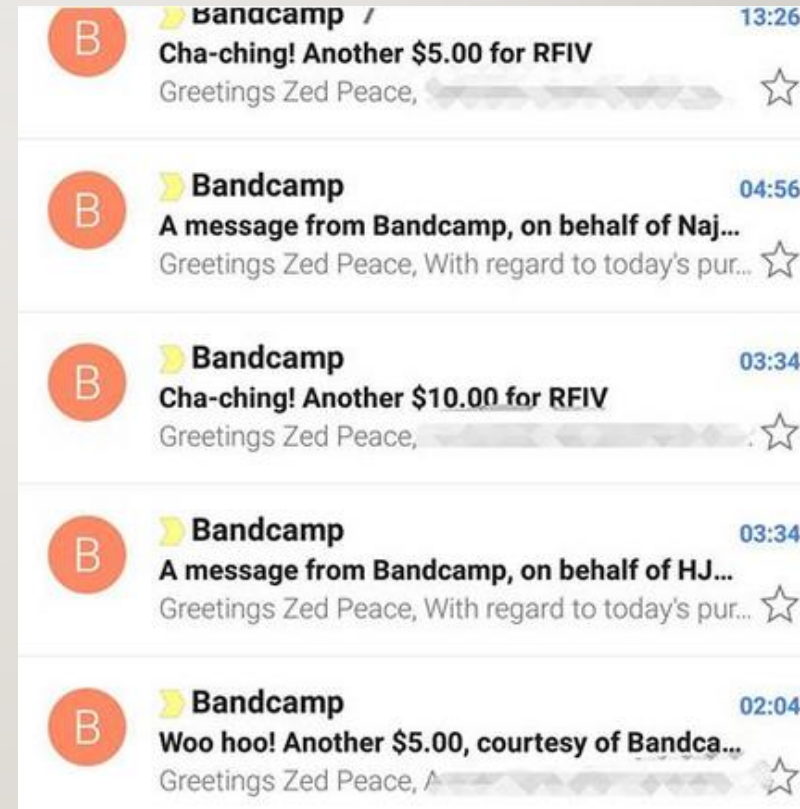 B
Bandcamp
13:26
Cha-ching! Another $5.00 for RFIV
Greetings Zed Peace,
B
Bandcamp
04:56
A message from Bandcamp, on behalf of Naj...
Greetings Zed Peace, With regard to today's pur...
B
Bandcamp
03:34
Cha-ching! Another $10.00 for RFIV
Greetings Zed Peace,
B
Bandcamp
03:34
A message from Bandcamp, on behalf of HJ...
Greetings Zed Peace, With regard to today's pur...
B
Bandcamp
02:04
Woo hoo! Another $5.00, courtesy of Bandca...
Greetings Zed Peace,